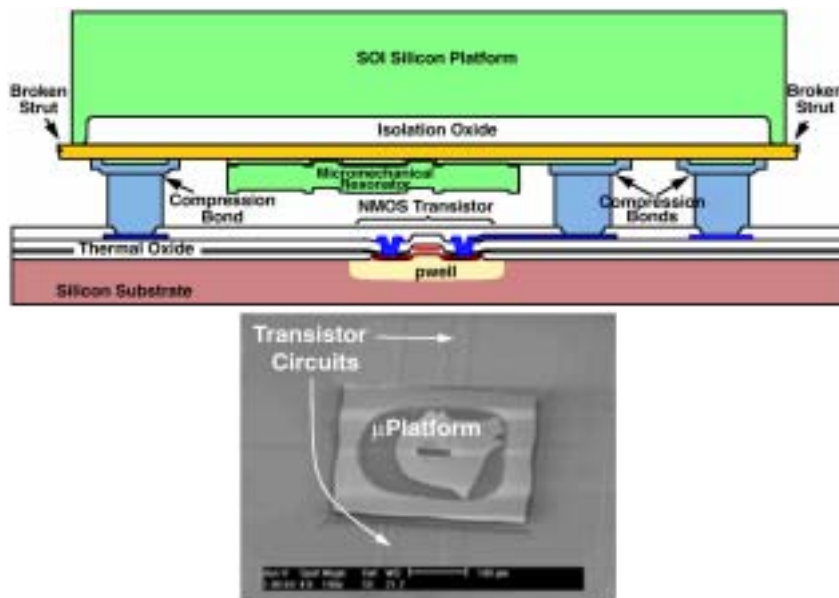 SOI Silicon Platform
Broken
Strut
Broken
Strut
Isolation Oxide
Micromechanical
Resonator
Compression
Bond
NMOS Transistor
Compression
Bonds
Thermal Oxide
pwell
Silicon Substrate
Transistor
Circuits
μPlatform